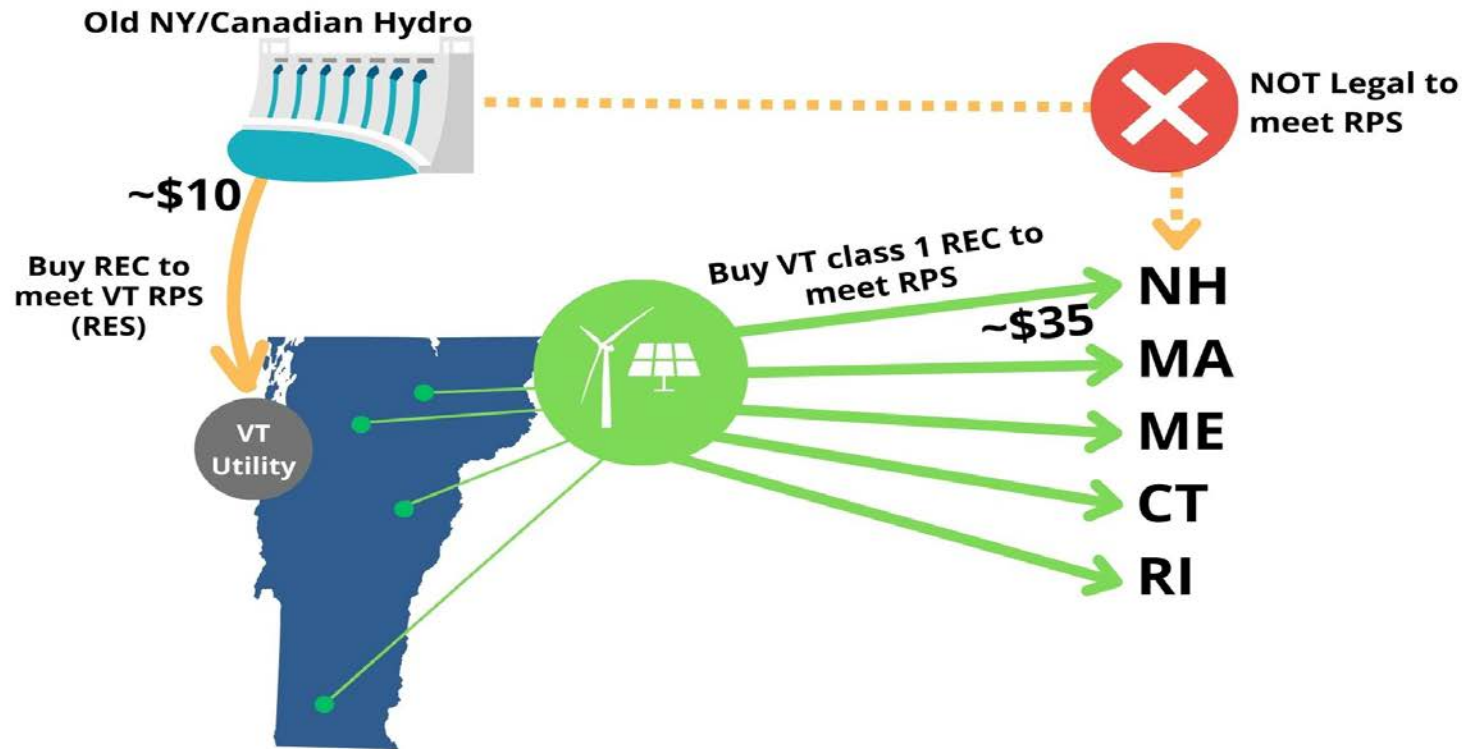 Old NY/Canadian Hydro
NOT Legal to
meet RPS
~$10
Buy REC to
meet VT RPS
(RES)
Buy VT class 1 REC to
meet RPS
~$35
VT
Utility
NH
MA
ME
CT
RI